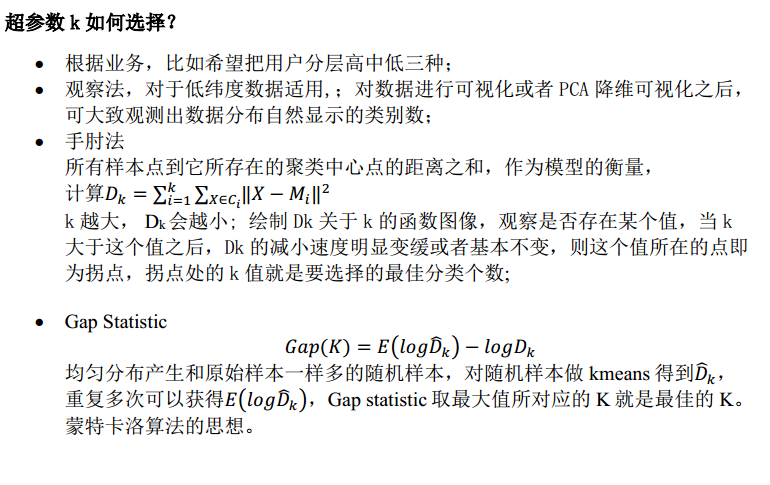 超参数 k 如何选择？
• 根据业务，比如希望把用户分层高中低三种；
• 观察法，对于低纬度数据适用,；对数据进行可视化或者 PCA 降维可视化之后，
可大致观测出数据分布自然显示的类别数；
• 手肘法
所有样本点到它所存在的聚类中心点的距离之和，作为模型的衡量，
计算$D_k = \sum_{i=1}^{k} \sum_{X \in C_i} \|X - M_i\|^2$
k 越大， Dk 会越小；绘制 Dk 关于 k 的函数图像，观察是否存在某个值，当 k
大于这个值之后，Dk 的减小速度明显变缓或者基本不变，则这个值所在的点即
为拐点，拐点处的 k 值就是要选择的最佳分类个数;
• Gap Statistic
$Gap(K) = E(log\hat{D}_k) - logD_k$
均匀分布产生和原始样本一样多的随机样本，对随机样本做 kmeans 得到$\hat{D}_k$，
重复多次可以获得$E(log\hat{D}_k)$，Gap statistic 取最大值所对应的 K 就是最佳的 K。
蒙特卡洛算法的思想。